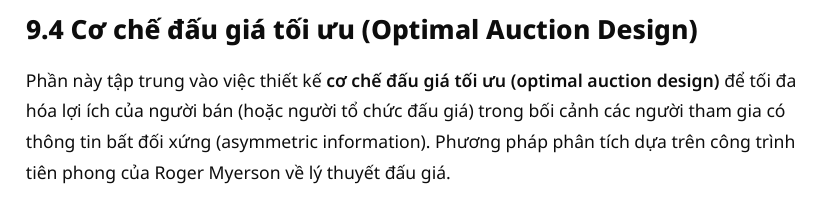 9.4 Cơ chế đấu giá tối ưu (Optimal Auction Design)
Phần này tập trung vào việc thiết kế cơ chế đấu giá tối ưu (optimal auction design) để tối đa
hóa lợi ích của người bán (hoặc người tổ chức đấu giá) trong bối cảnh các người tham gia có
thông tin bất đối xứng (asymmetric information). Phương pháp phân tích dựa trên công trình
tiên phong của Roger Myerson về lý thuyết đấu giá.